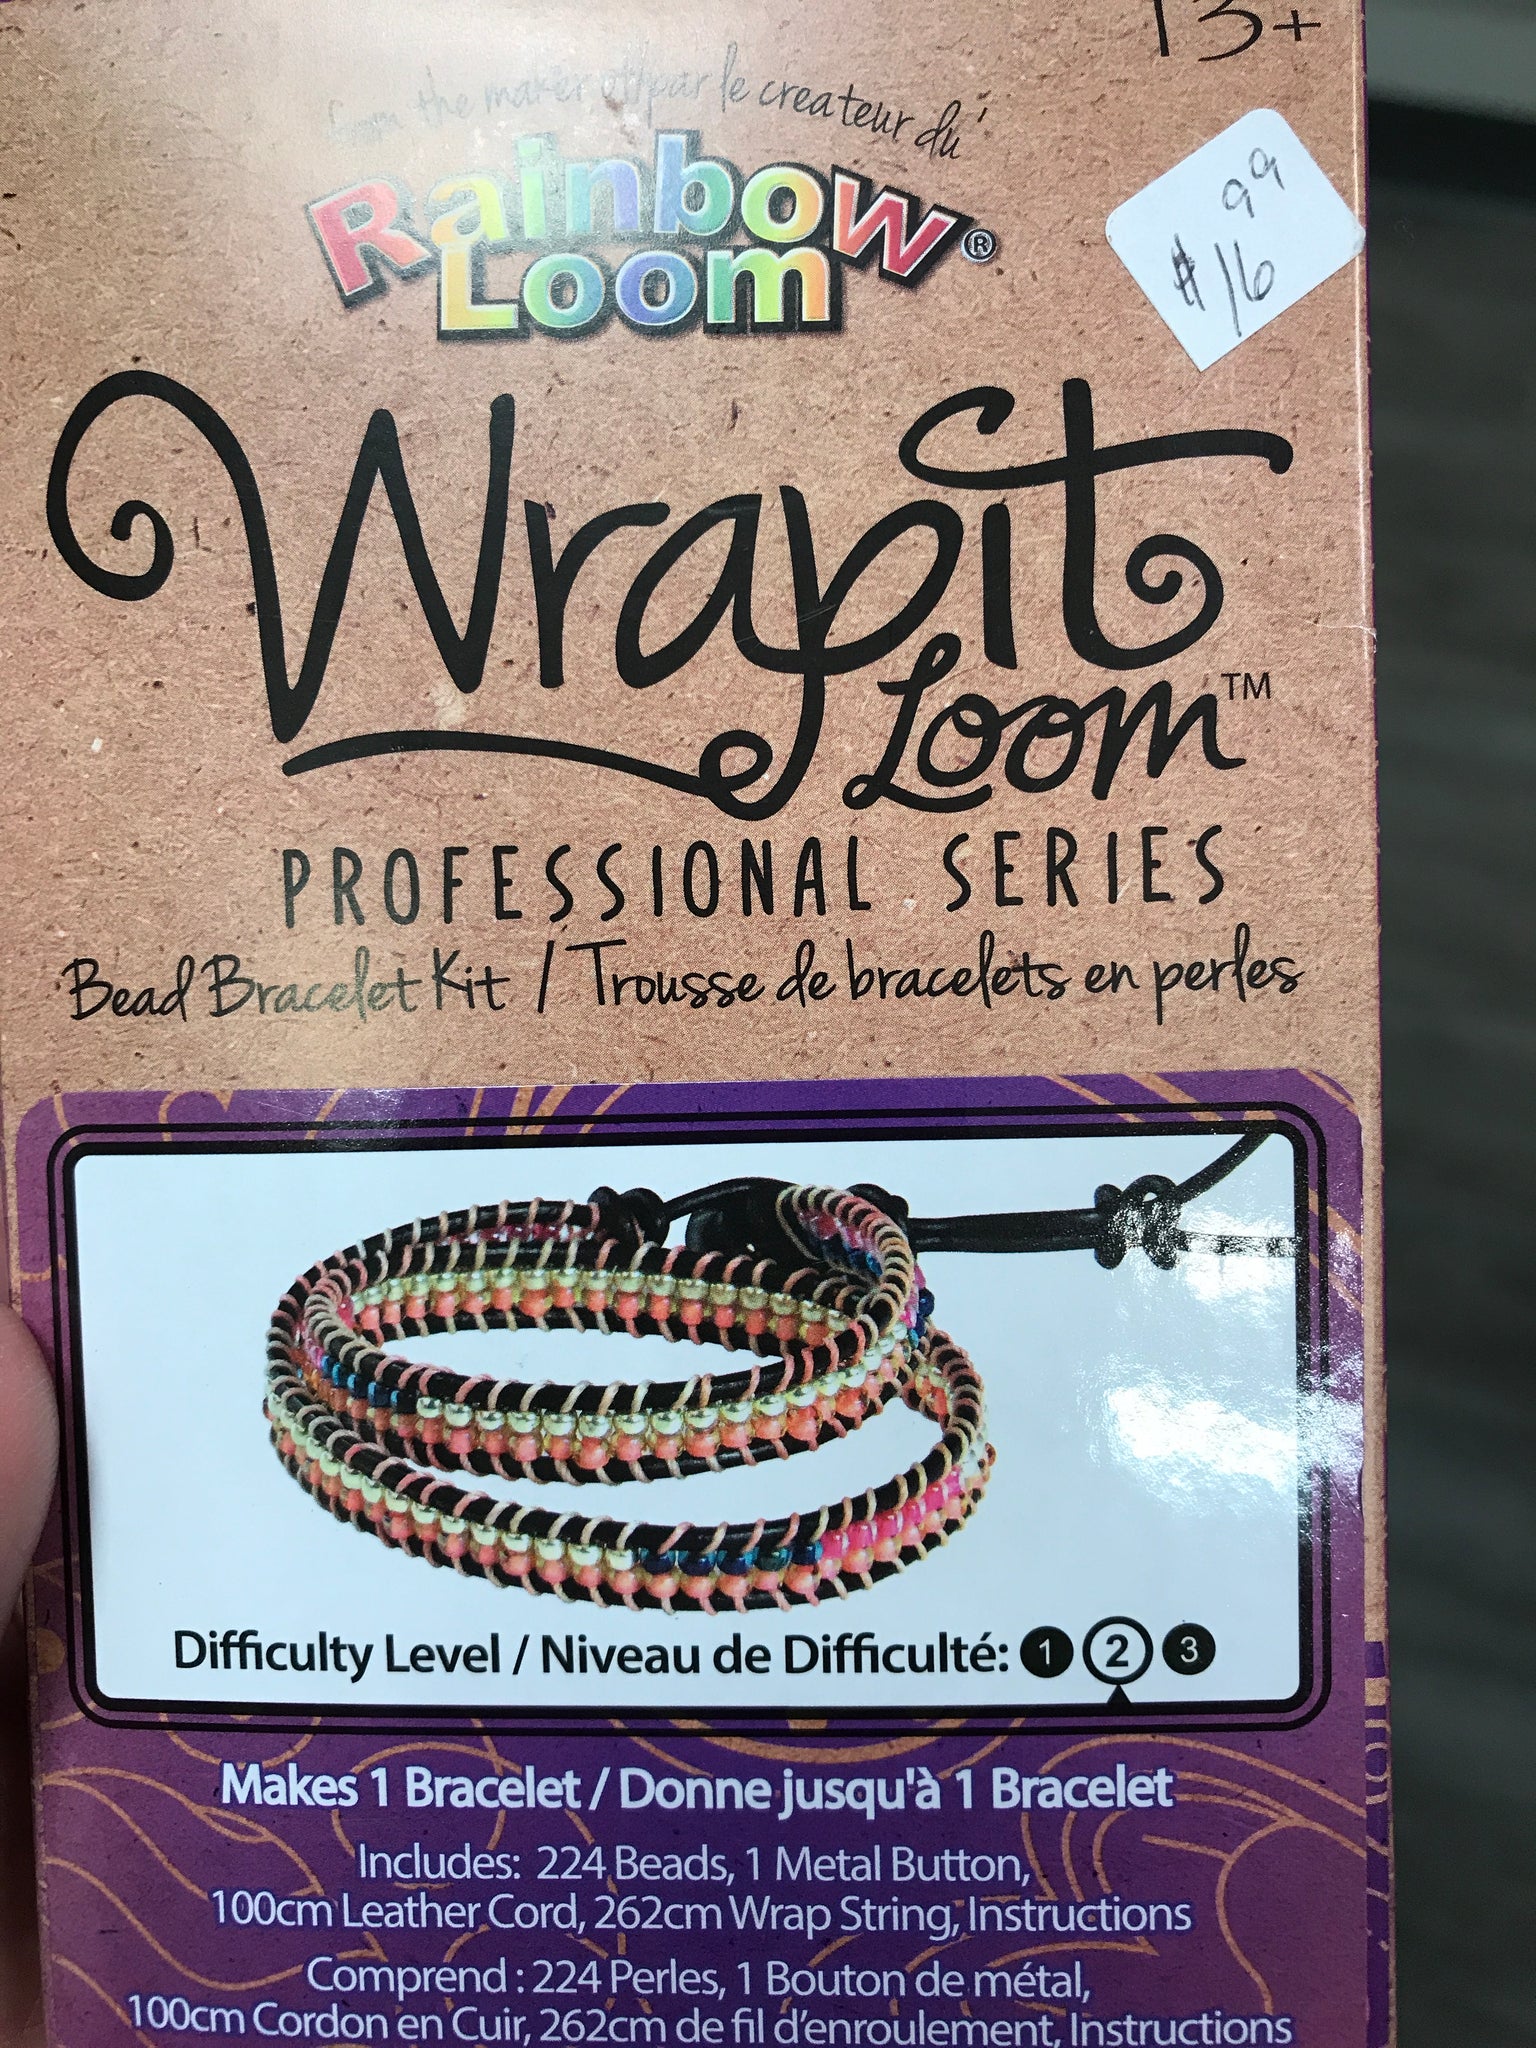 13+
from the maker of/par le createur du
Rainbow
Loom®
$16 99
Wrapit
Loom™
PROFESSIONAL SERIES
Bead Bracelet Kit / Trousse de bracelets en perles
Difficulty Level / Niveau de Difficulté: 1 2 3
Makes 1 Bracelet / Donne jusqu'à 1 Bracelet
Includes: 224 Beads, 1 Metal Button,
100cm Leather Cord, 262cm Wrap String, Instructions
Comprend : 224 Perles, 1 Bouton de métal,
100cm Cordon en Cuir, 262cm de fil d'enroulement, Instructions